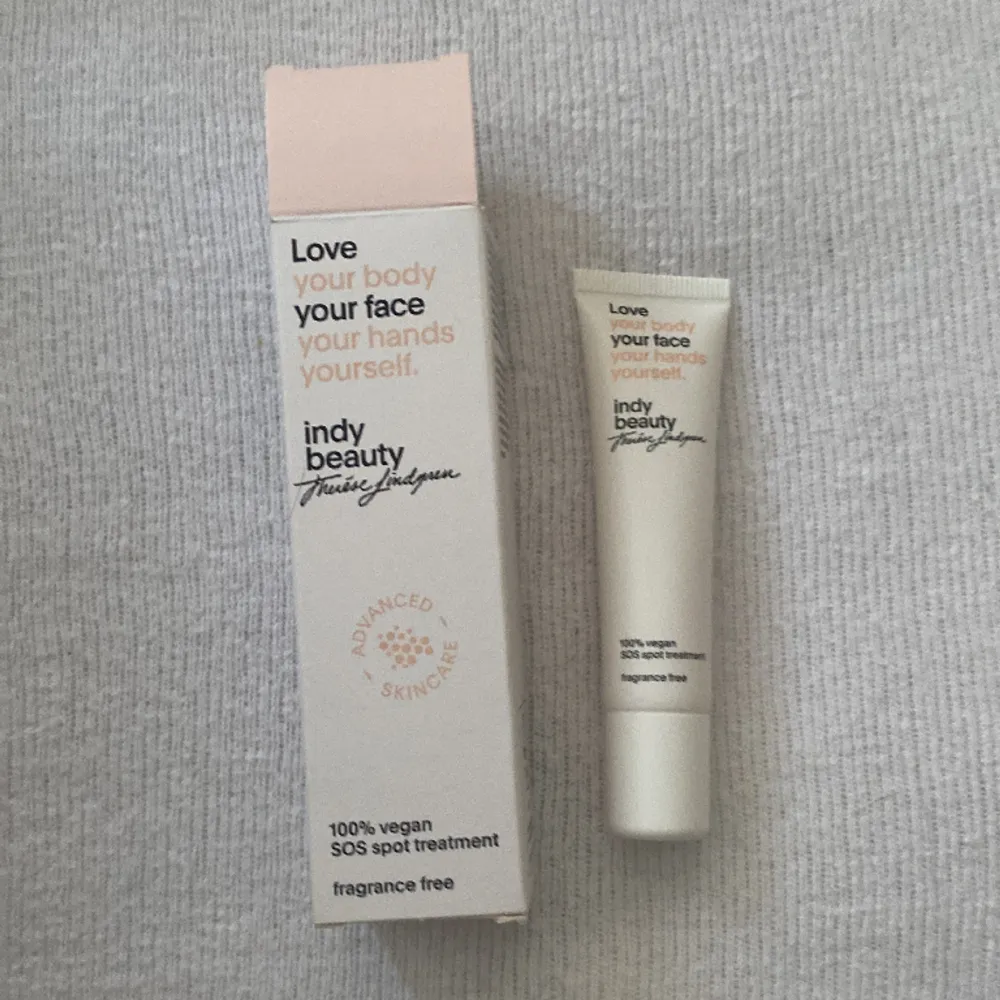 Love
your body
your face
your hands
yourself.
indy
beauty
Therése Lindgren
ADVANCED
SKINCARE
100% vegan
SOS spot treatment
fragrance free
Love
your body
your face
your hands
yourself.
indy
beauty
Therése Lindgren
100% vegan
SOS spot treatment
fragrance free